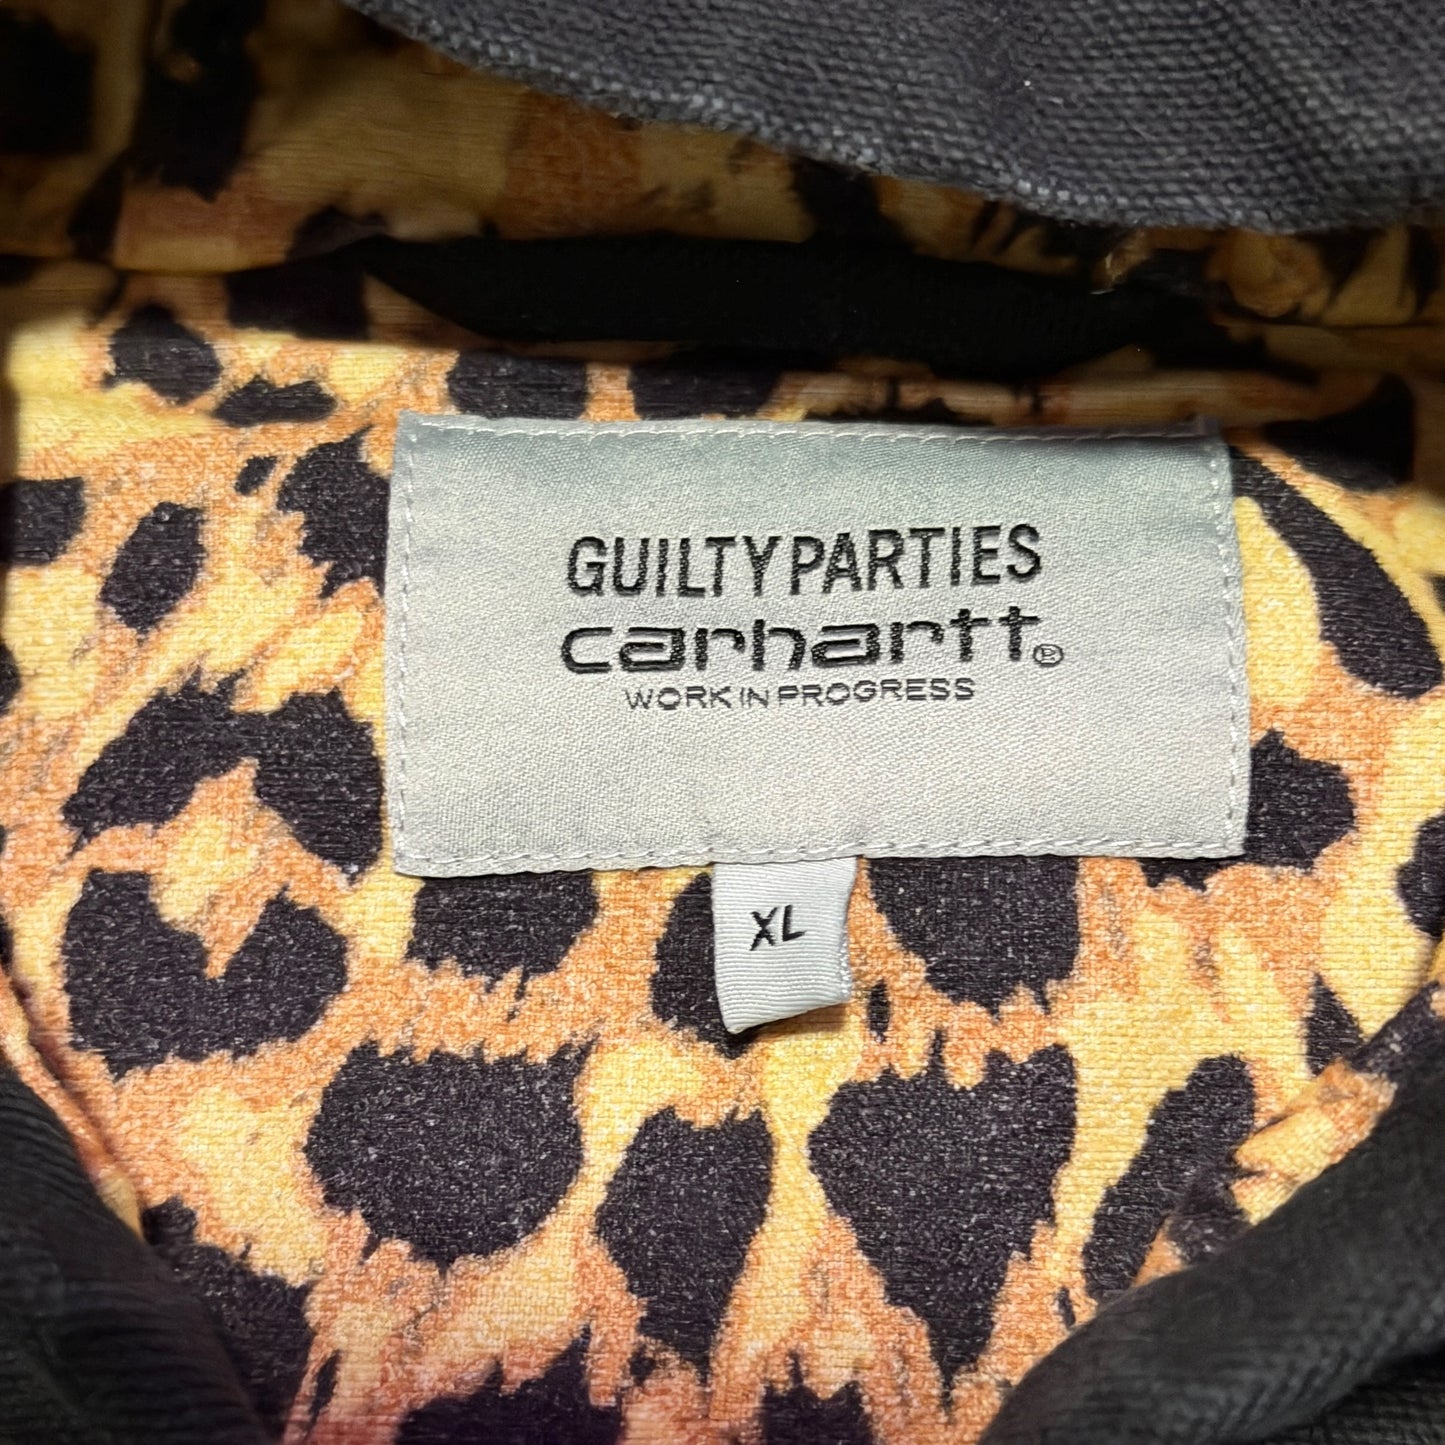 GUILTY PARTIES
carhartt®
WORK IN PROGRESS
XL